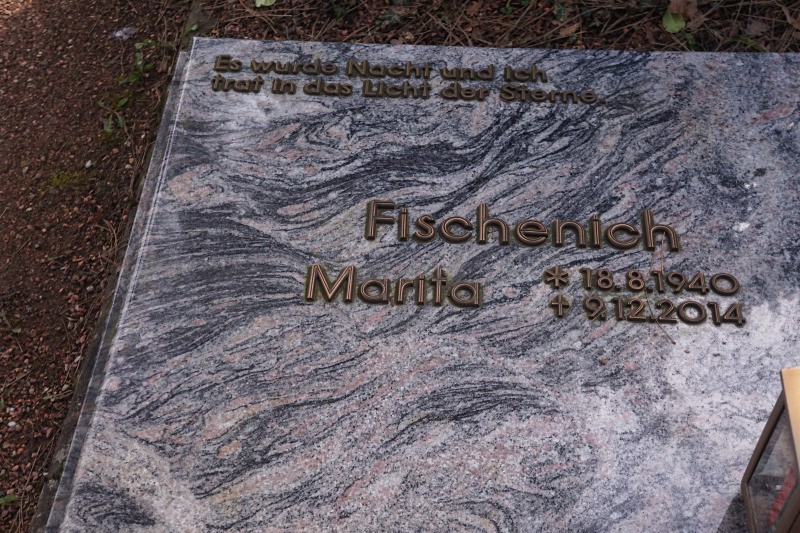 Es wurde Nacht und ich
trat in das Licht der Sterne.
Fischenich
Marita
* 18.8.1940
† 9.12.2014